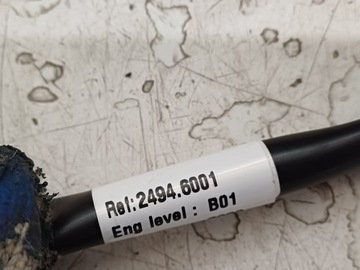 Ref: 2494.6001
Eng level : B01